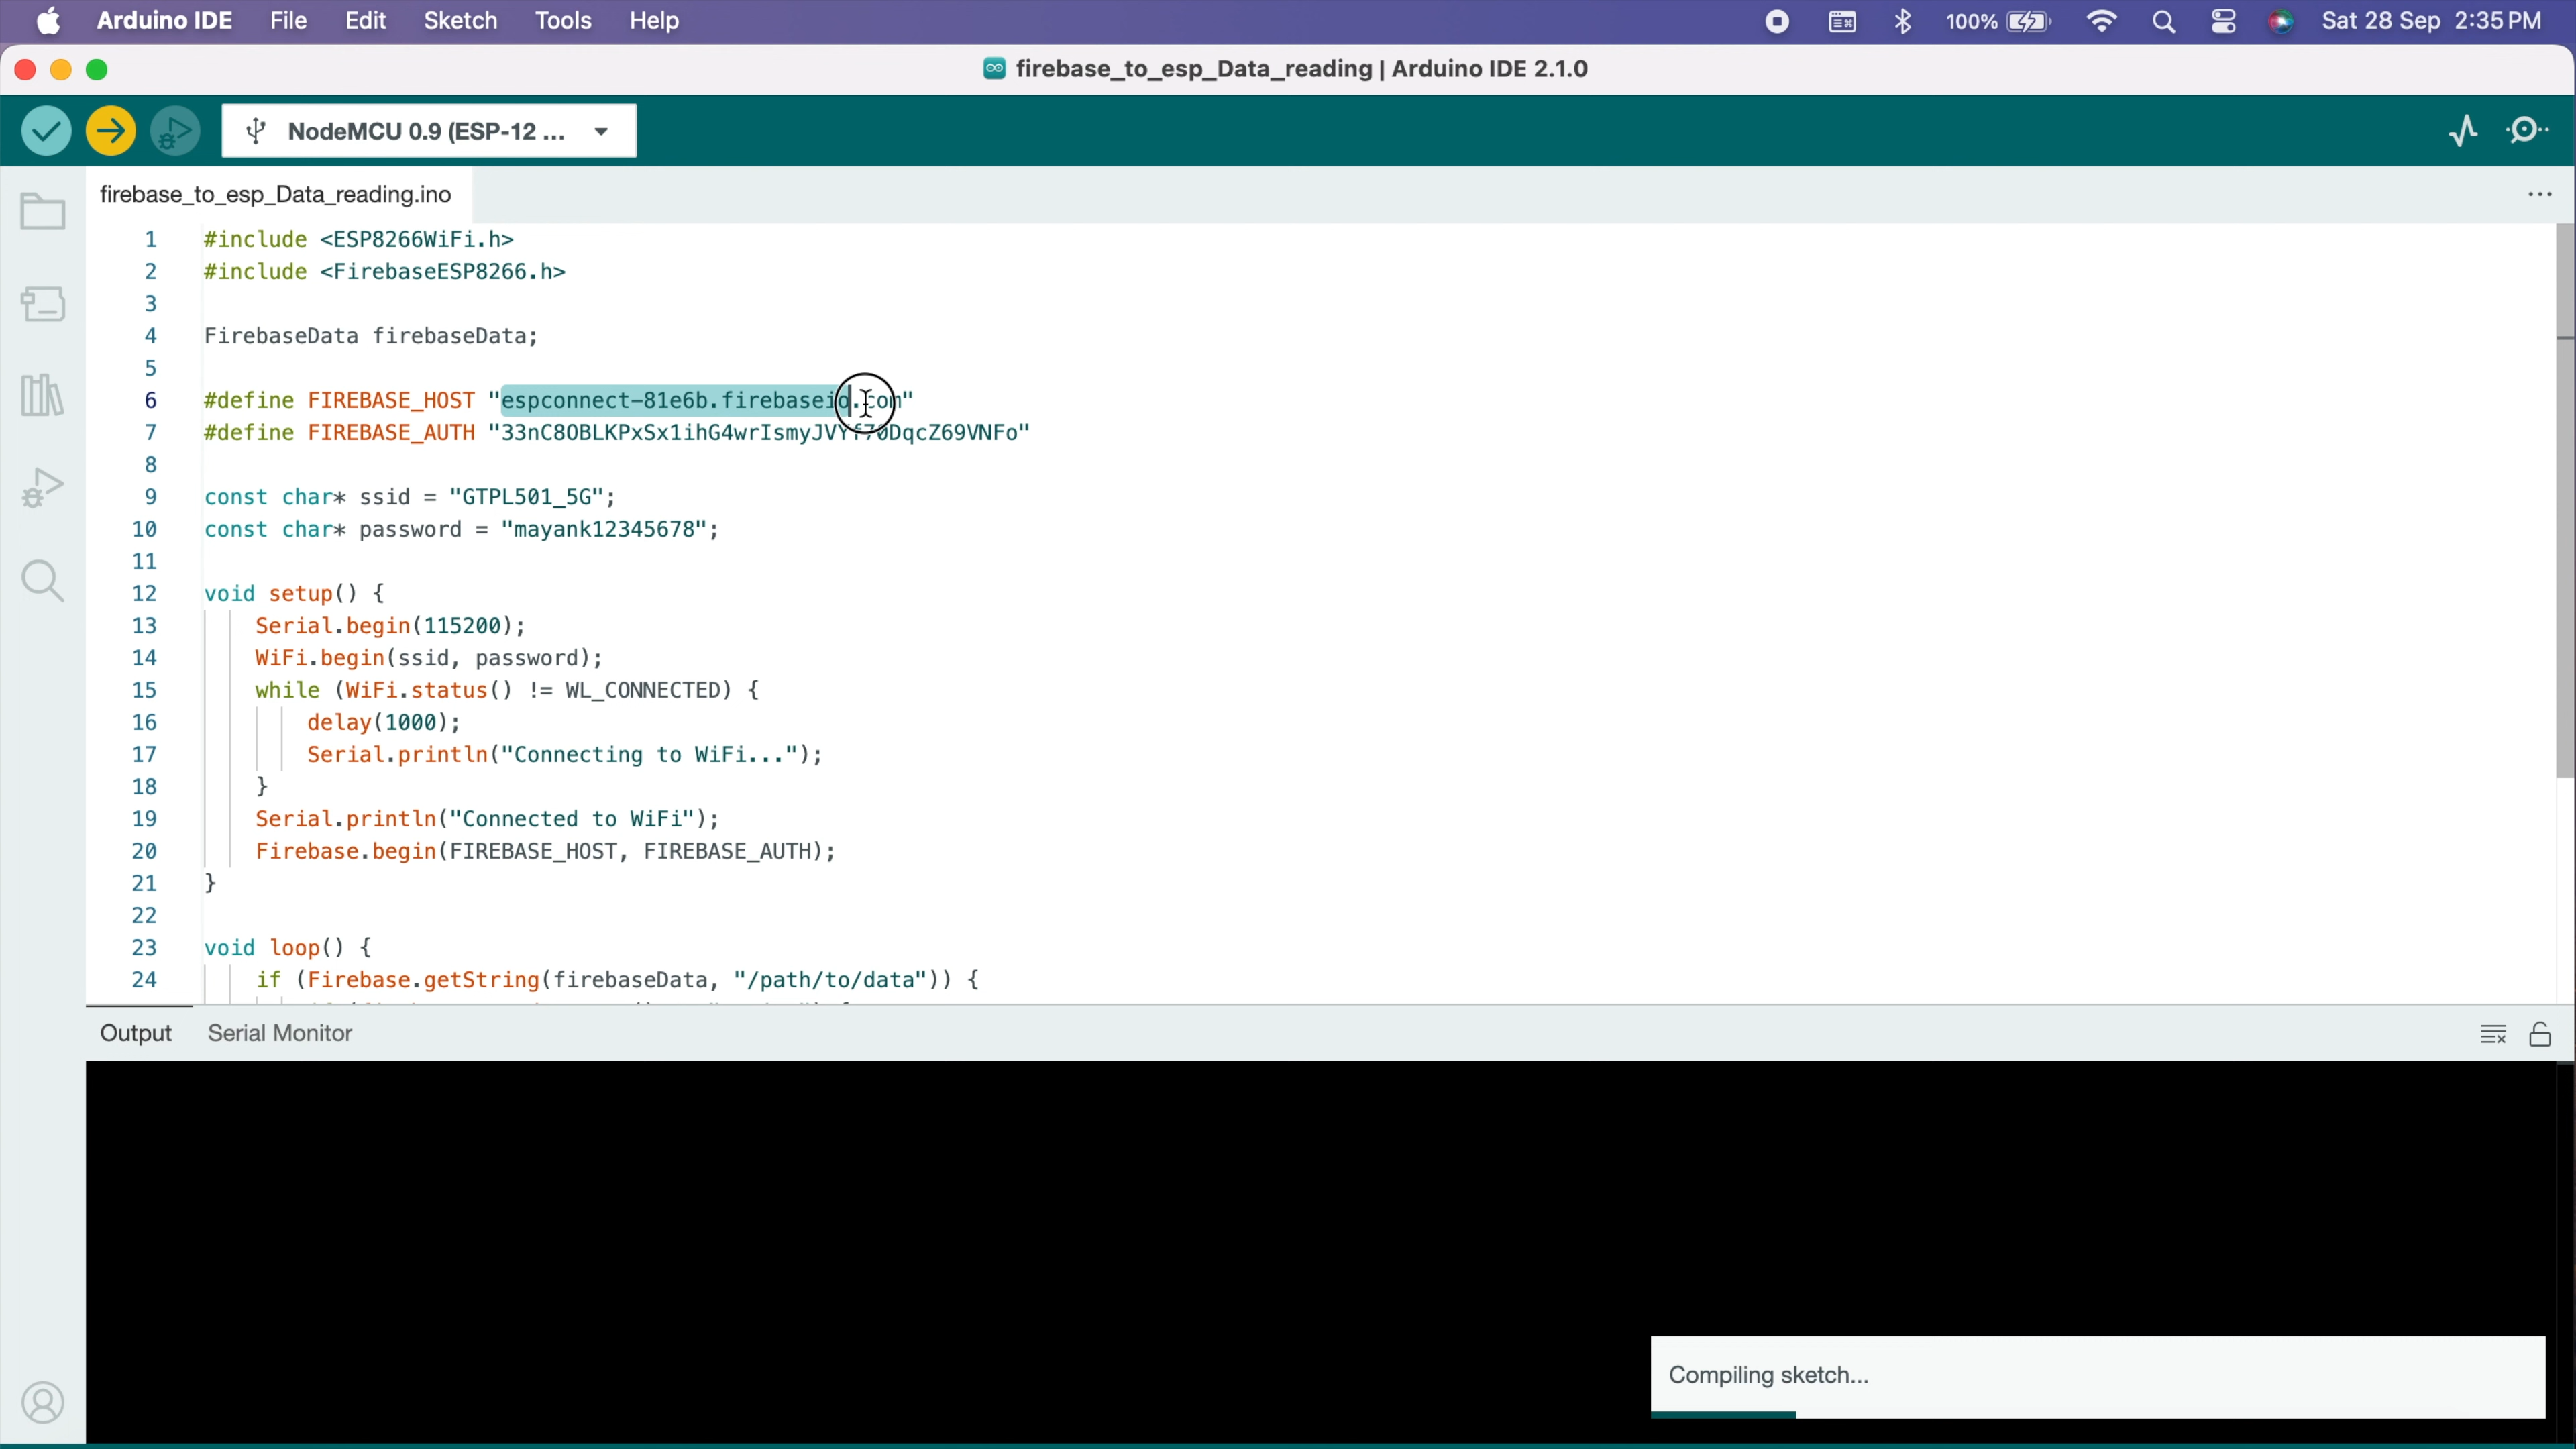 Arduino IDE File Edit Sketch Tools Help 100% Sat 28 Sep 2:35 PM
firebase_to_esp_Data_reading | Arduino IDE 2.1.0
NodeMCU 0.9 (ESP-12 ...
firebase_to_esp_Data_reading.ino
1 #include <ESP8266WiFi.h>
2 #include <FirebaseESP8266.h>
3
4 FirebaseData firebaseData;
5
6 #define FIREBASE_HOST "espconnect-81e6b.firebaseio.com"
7 #define FIREBASE_AUTH "33nC8OBLKPxSx1ihG4wrIsmyJVYf70DqcZ69VNFo"
8
9 const char* ssid = "GTPL501_5G";
10 const char* password = "mayank12345678";
11
12 void setup() {
13 Serial.begin(115200);
14 WiFi.begin(ssid, password);
15 while (WiFi.status() != WL_CONNECTED) {
16 delay(1000);
17 Serial.println("Connecting to WiFi...");
18 }
19 Serial.println("Connected to WiFi");
20 Firebase.begin(FIREBASE_HOST, FIREBASE_AUTH);
21 }
22
23 void loop() {
24 if (Firebase.getString(firebaseData, "/path/to/data")) {
Output Serial Monitor
Compiling sketch...